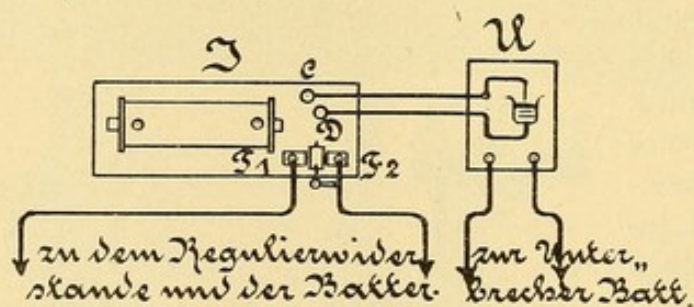 J
U
C
D
F1
F2
zu dem Regulierwider
stande und der Batter.
zur Unter„
brecher Batt